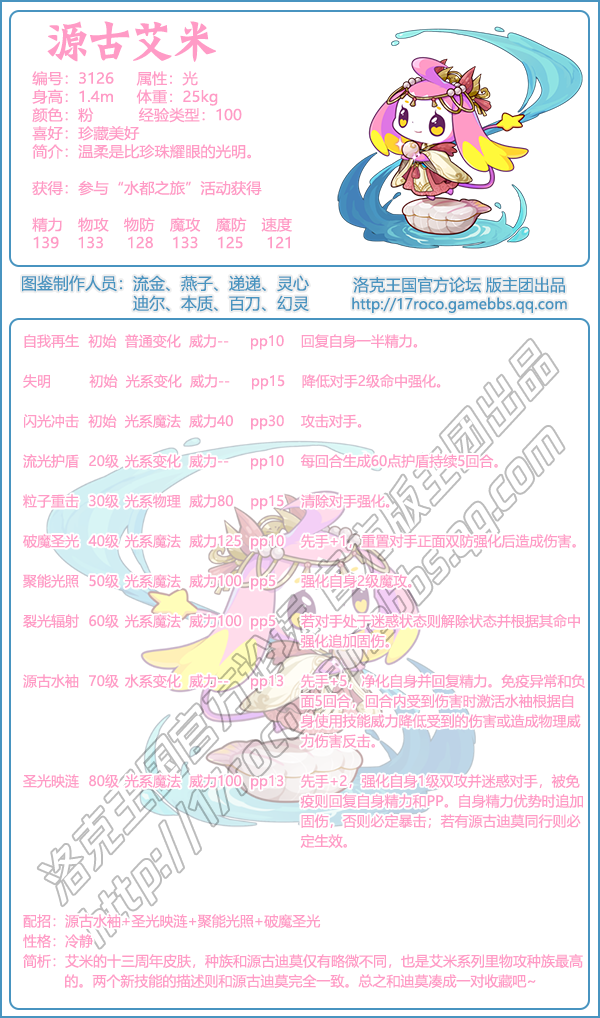 源古艾米
编号：3126 属性：光
身高：1.4m 体重：25kg
颜色：粉 经验类型：100
喜好：珍藏美好
简介：温柔是比珍珠耀眼的光明。
获得：参与“水都之旅”活动获得
精力 物攻 物防 魔攻 魔防 速度
139 133 128 133 125 121
图鉴制作人员：流金、燕子、递递、灵心
迪尔、本质、百刀、幻灵
洛克王国官方论坛 版主团出品
http://17roco.gamebbs.qq.com
自我再生 初始 普通变化 威力-- pp10 回复自身一半精力。
失明 初始 光系变化 威力-- pp15 降低对手2级命中强化。
闪光冲击 初始 光系魔法 威力40 pp30 攻击对手。
流光护盾 20级 光系变化 威力-- pp10 每回合生成60点护盾持续5回合。
粒子重击 30级 光系物理 威力80 pp15 清除对手强化。
破魔圣光 40级 光系魔法 威力125 pp10 先手+1，重置对手正面双防强化后造成伤害。
聚能光照 50级 光系魔法 威力100 pp5 强化自身2级魔攻。
裂光辐射 60级 光系魔法 威力100 pp5 若对手处于迷惑状态则解除状态并根据其命中
强化追加固伤。
源古水袖 70级 水系变化 威力-- pp13 先手+5，净化自身并回复精力。免疫异常和负
面5回合，回合内受到伤害时激活水袖根据自
身使用技能威力降低受到的伤害或造成物理威
力伤害反击。
圣光映涟 80级 光系魔法 威力100 pp13 先手+2，强化自身1级双攻并迷惑对手，被免
疫则回复自身精力和PP。自身精力优势时追加
固伤，否则必定暴击；若有源古迪莫同行则必
定生效。
洛克王国官方论坛 版主团出品
http://17roco.gamebbs.qq.com
配招：源古水袖+圣光映涟+聚能光照+破魔圣光
性格：冷静
简析：艾米的十三周年皮肤，种族和源古迪莫仅有略微不同，也是艾米系列里物攻种族最高
的。两个新技能的描述则和源古迪莫完全一致。总之和迪莫凑成一对收藏吧~